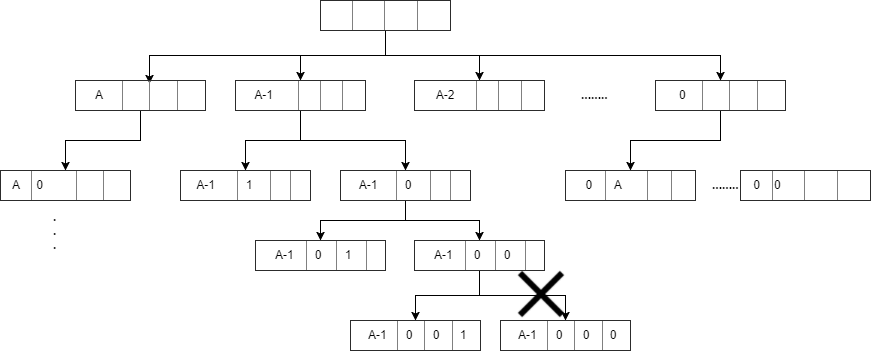 A A-1 A-2 ........ 0
A 0 A-1 1 A-1 0 0 A ........ 0 0
.
.
.
A-1 0 1 A-1 0 0
A-1 0 0 1 A-1 0 0 0